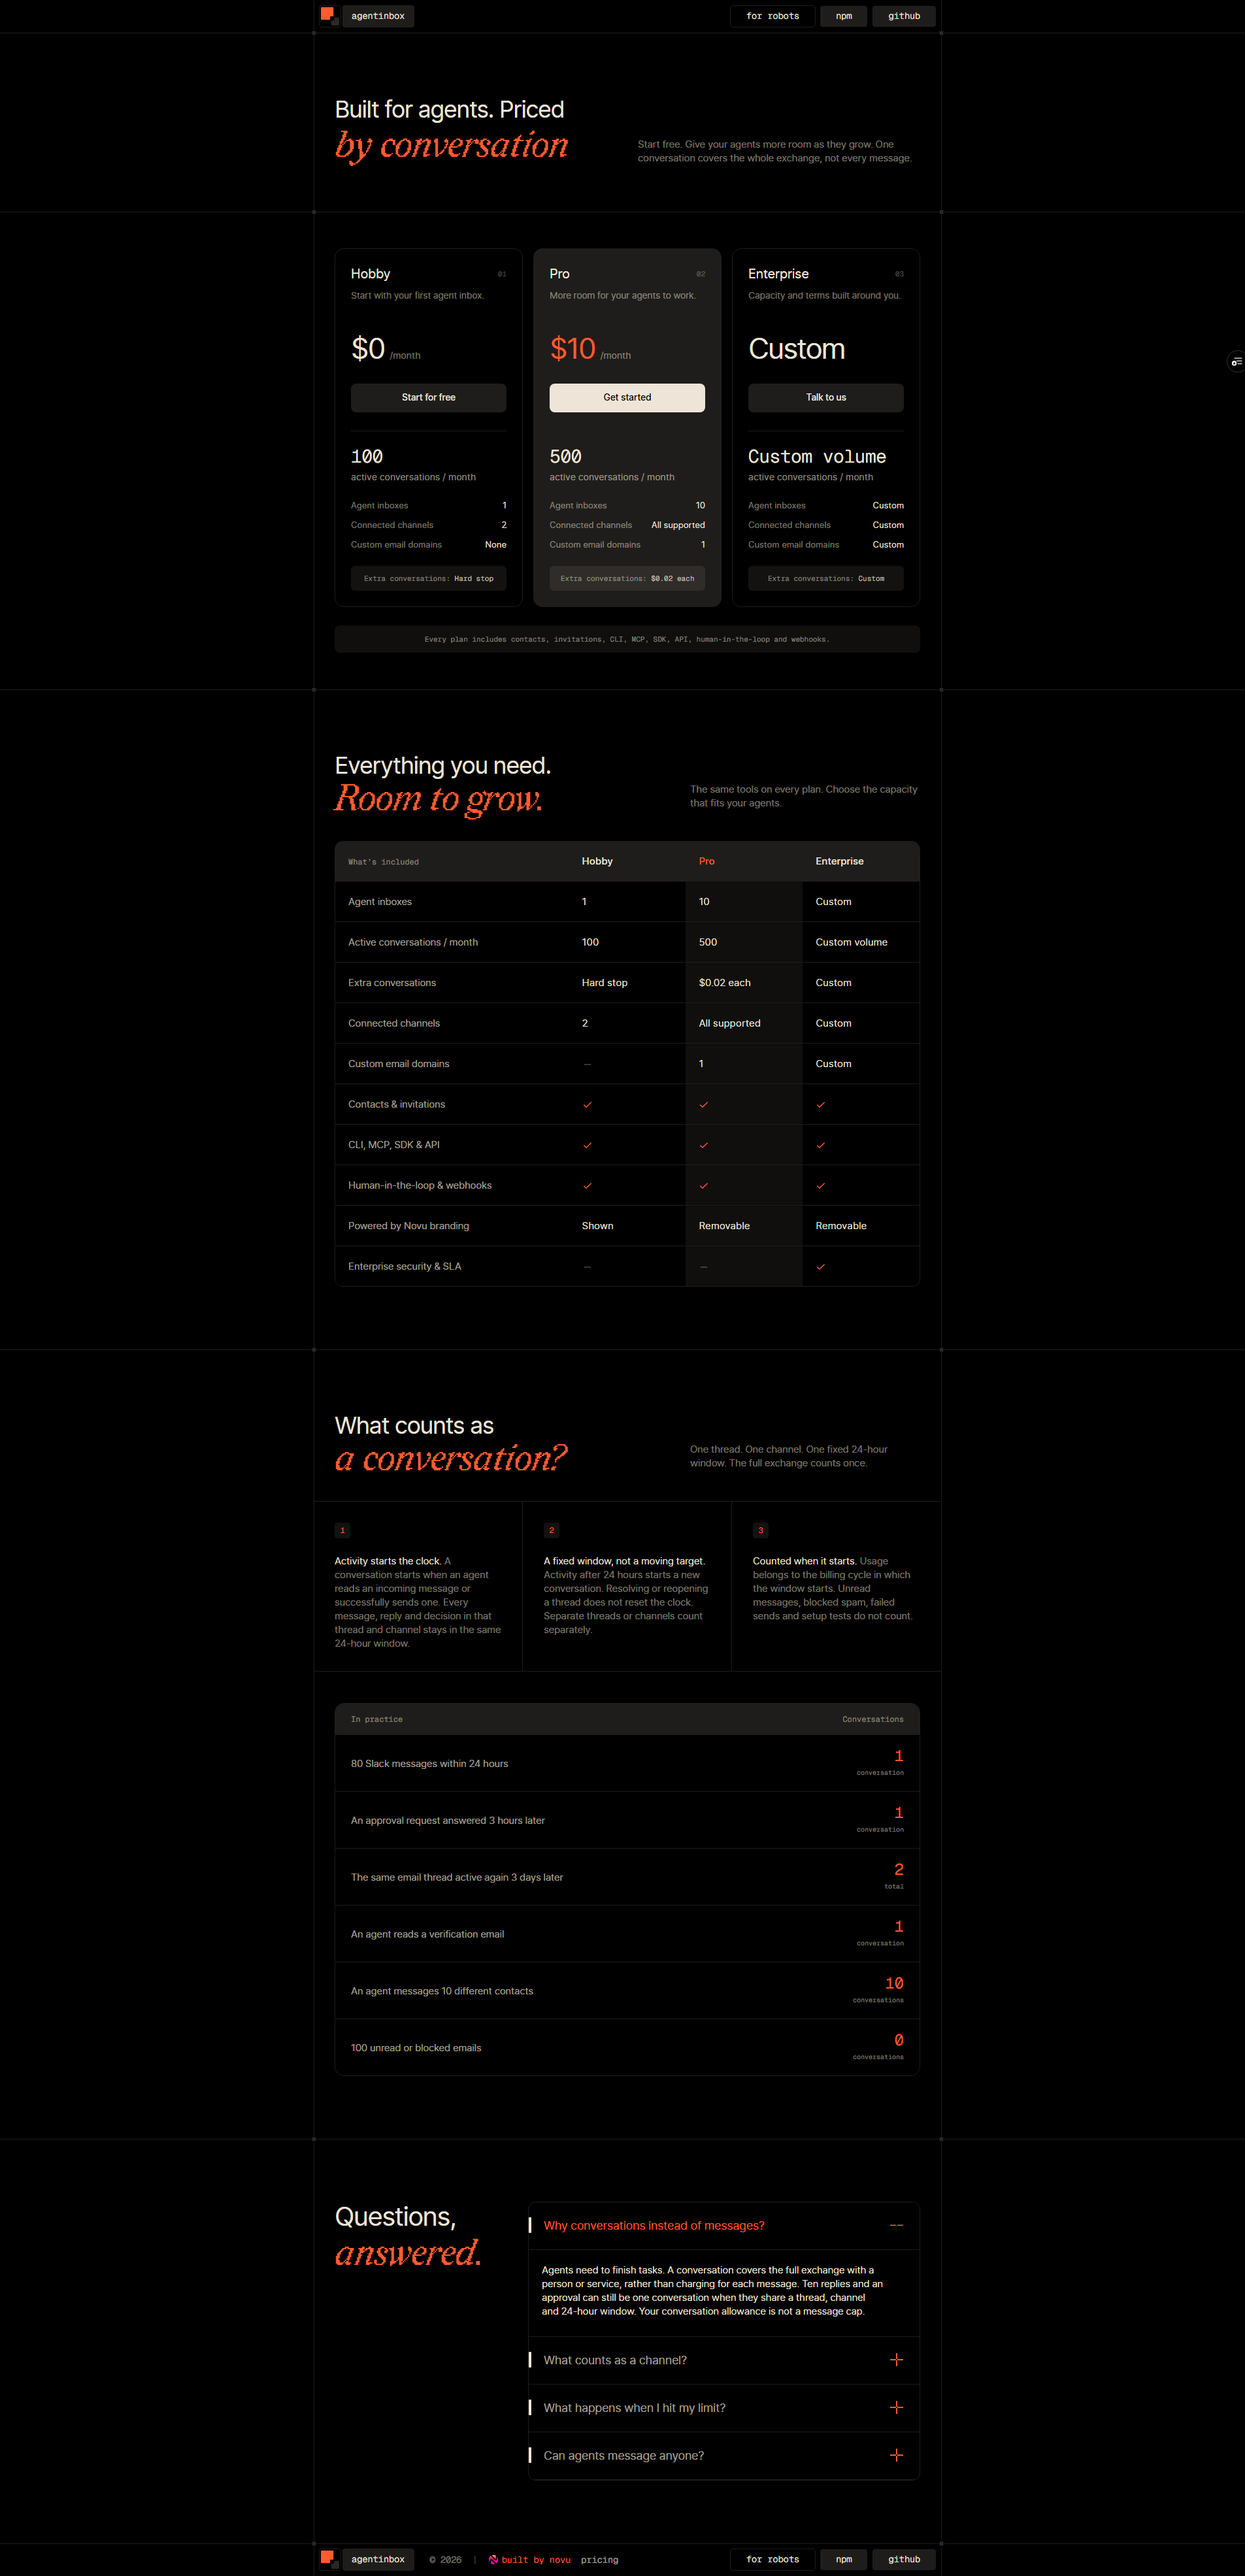 agentinbox
for robots
npm
github
Built for agents. Priced
by conversation
Start free. Give your agents more room as they grow. One
conversation covers the whole exchange, not every message.
Hobby
01
Start with your first agent inbox.
$0 /month
Start for free
100
active conversations / month
Agent inboxes 1
Connected channels 2
Custom email domains None
Extra conversations: Hard stop
Pro
02
More room for your agents to work.
$10 /month
Get started
500
active conversations / month
Agent inboxes 10
Connected channels All supported
Custom email domains 1
Extra conversations: $0.02 each
Enterprise
03
Capacity and terms built around you.
Custom
Talk to us
Custom volume
active conversations / month
Agent inboxes Custom
Connected channels Custom
Custom email domains Custom
Extra conversations: Custom
Every plan includes contacts, invitations, CLI, MCP, SDK, API, human-in-the-loop and webhooks.
Everything you need.
Room to grow.
The same tools on every plan. Choose the capacity
that fits your agents.
What's included Hobby Pro Enterprise
Agent inboxes 1 10 Custom
Active conversations / month 100 500 Custom volume
Extra conversations Hard stop $0.02 each Custom
Connected channels 2 All supported Custom
Custom email domains — 1 Custom
Contacts & invitations ✓ ✓ ✓
CLI, MCP, SDK & API ✓ ✓ ✓
Human-in-the-loop & webhooks ✓ ✓ ✓
Powered by Novu branding Shown Removable Removable
Enterprise security & SLA — — ✓
What counts as
a conversation?
One thread. One channel. One fixed 24-hour
window. The full exchange counts once.
1
Activity starts the clock. A
conversation starts when an agent
reads an incoming message or
successfully sends one. Every
message, reply and decision in that
thread and channel stays in the same
24-hour window.
2
A fixed window, not a moving target.
Activity after 24 hours starts a new
conversation. Resolving or reopening
a thread does not reset the clock.
Separate threads or channels count
separately.
3
Counted when it starts. Usage
belongs to the billing cycle in which
the window starts. Unread
messages, blocked spam, failed
sends and setup tests do not count.
In practice Conversations
80 Slack messages within 24 hours 1
conversation
An approval request answered 3 hours later 1
conversation
The same email thread active again 3 days later 2
total
An agent reads a verification email 1
conversation
An agent messages 10 different contacts 10
conversations
100 unread or blocked emails 0
conversations
Questions,
answered.
Why conversations instead of messages?
Agents need to finish tasks. A conversation covers the full exchange with a
person or service, rather than charging for each message. Ten replies and an
approval can still be one conversation when they share a thread, channel
and 24-hour window. Your conversation allowance is not a message cap.
What counts as a channel?
What happens when I hit my limit?
Can agents message anyone?
agentinbox
© 2026 | built by novu pricing
for robots
npm
github